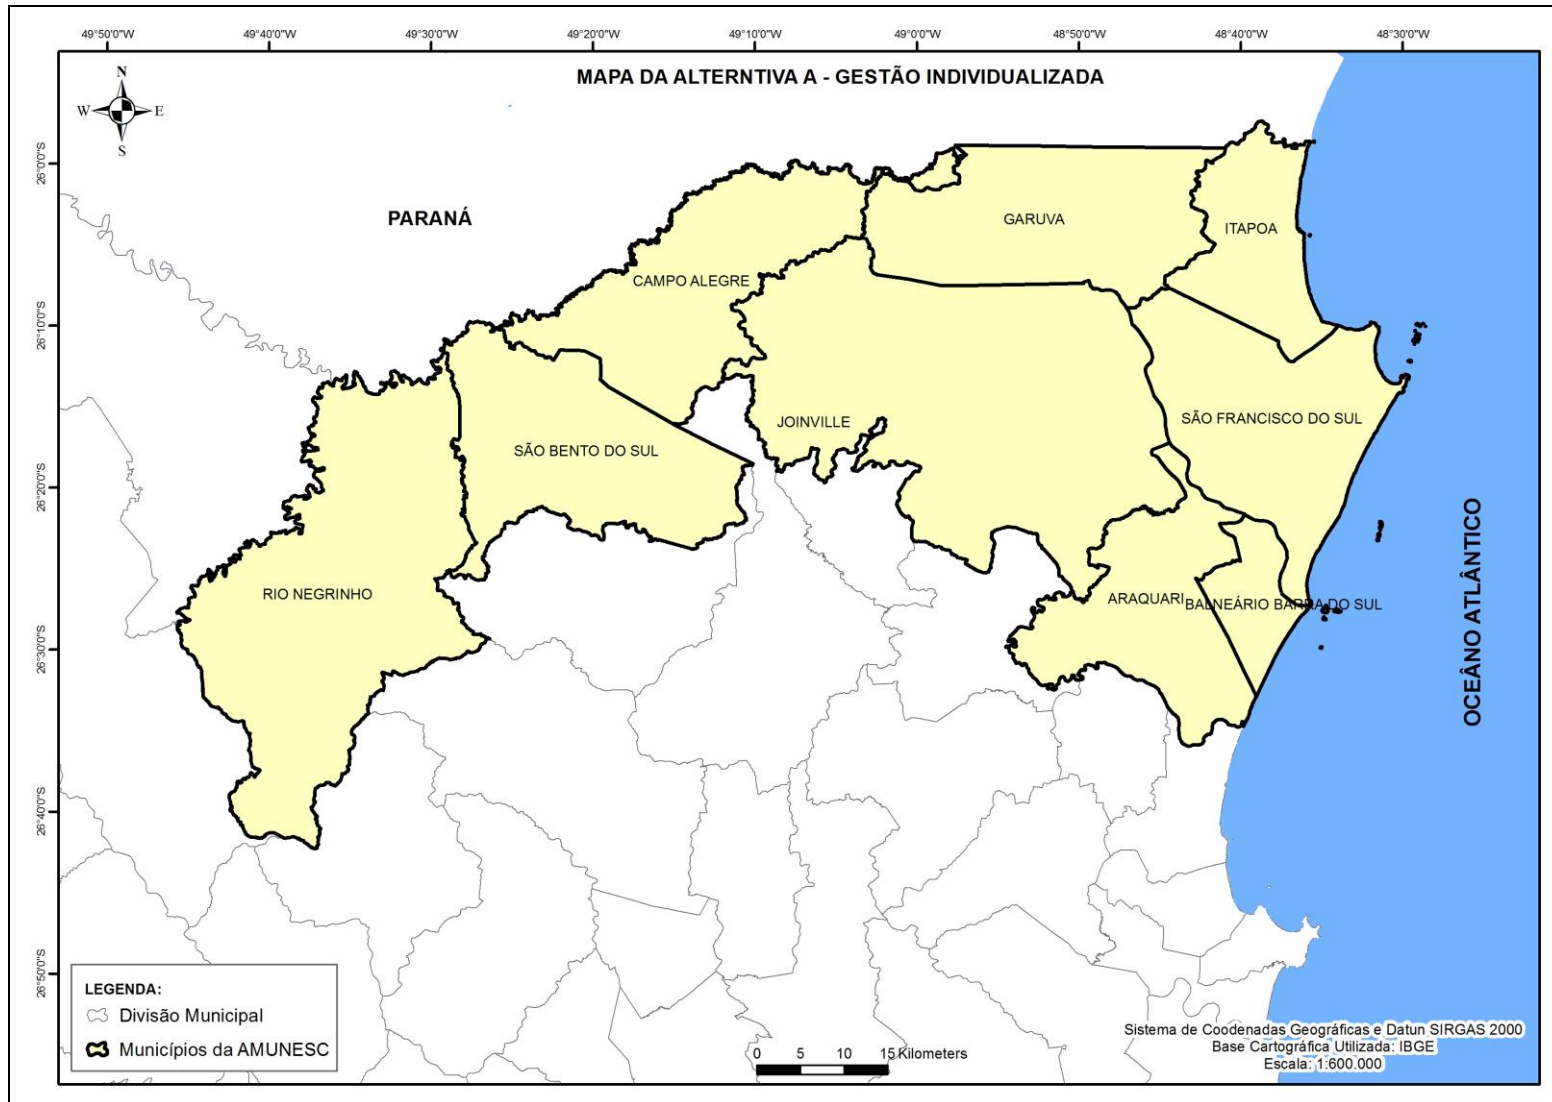 49°50'0"W 49°40'0"W 49°30'0"W 49°20'0"W 49°10'0"W 49°0'0"W 48°50'0"W 48°40'0"W 48°30'0"W
MAPA DA ALTERNTIVA A - GESTÃO INDIVIDUALIZADA
N
W E
S
26°0'0"S
PARANÁ
GARUVA
ITAPOA
CAMPO ALEGRE
26°10'0"S
JOINVILLE
SÃO FRANCISCO DO SUL
SÃO BENTO DO SUL
26°20'0"S
RIO NEGRINHO
ARAQUARI
BALNEÁRIO BARRA DO SUL
OCEÂNO ATLÂNTICO
26°30'0"S
26°40'0"S
26°50'0"S
LEGENDA:
Divisão Municipal
Municípios da AMUNESC
0 5 10 15 Kilometers
Sistema de Coodenadas Geográficas e Datun SIRGAS 2000
Base Cartográfica Utilizada: IBGE
Escala: 1:600.000